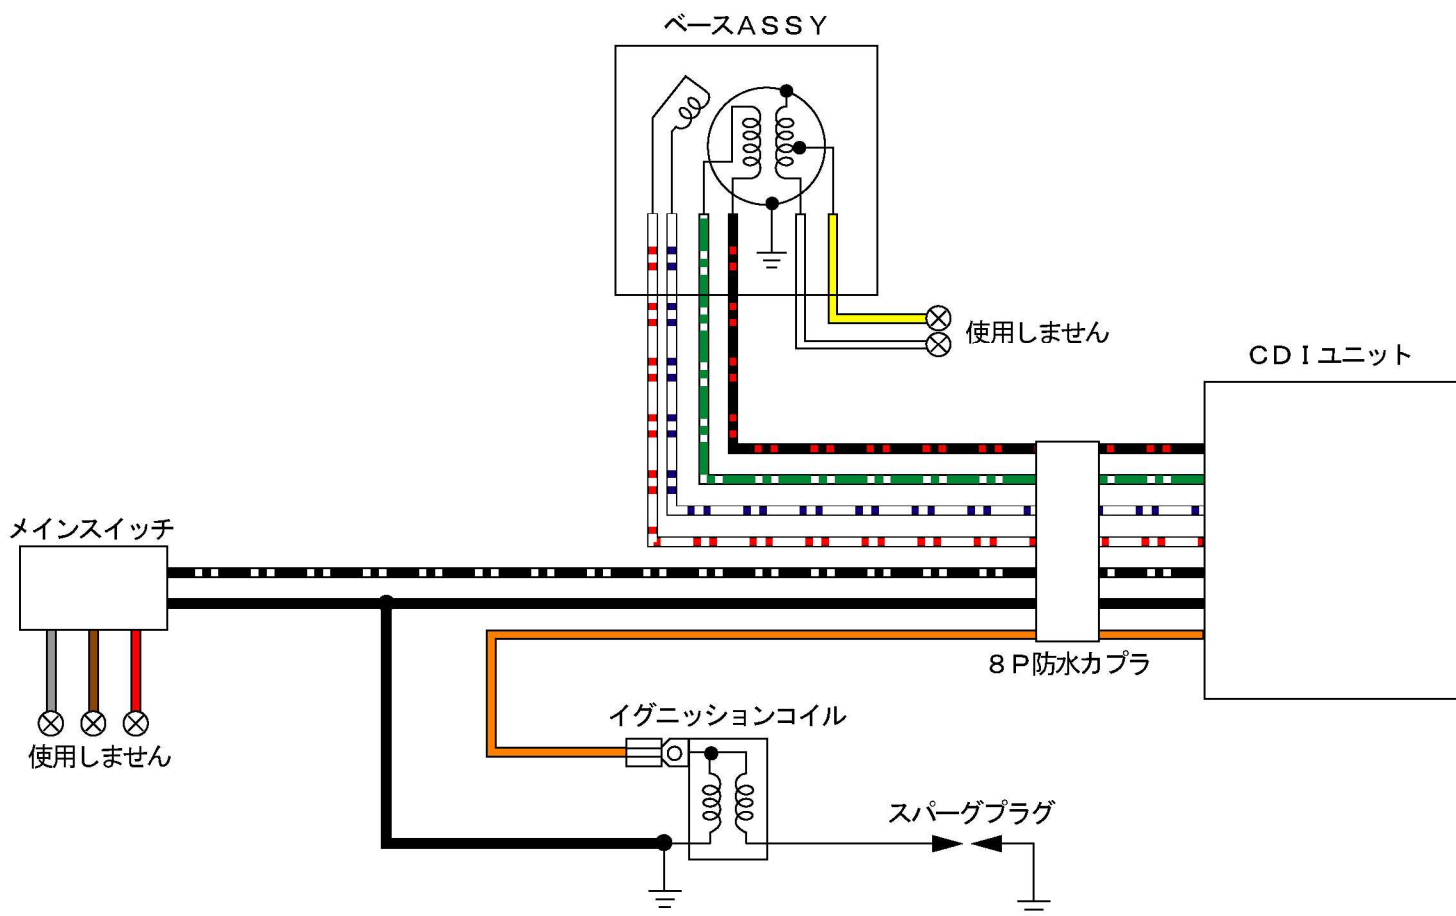 ベースＡＳＳＹ
使用しません
ＣＤＩユニット
メインスイッチ
８Ｐ防水カプラ
イグニッションコイル
使用しません
スパーグプラグ